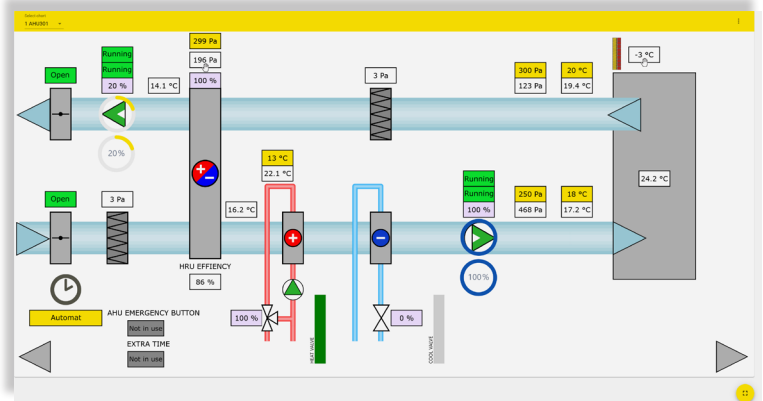 Select chart
1 AHU301
299 Pa
196 Pa
100 %
-3 °C
Running
Running
20 %
Open
14.1 °C
3 Pa
300 Pa
20 °C
123 Pa
19.4 °C
20%
13 °C
22.1 °C
24.2 °C
Open
3 Pa
16.2 °C
Running
Running
100 %
250 Pa
18 °C
468 Pa
17.2 °C
100%
HRU EFFIENCY
86 %
Automat
AHU EMERGENCY BUTTON
Not in use
EXTRA TIME
Not in use
100 %
HEAT VALVE
0 %
COOL VALVE